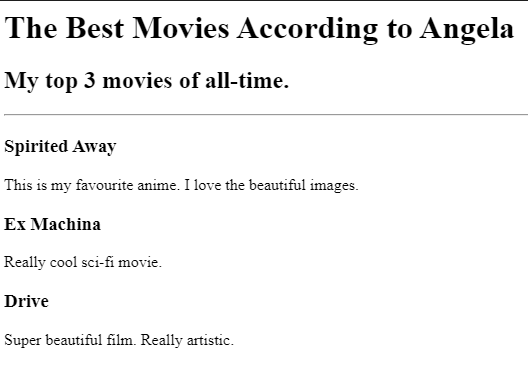 The Best Movies According to Angela
My top 3 movies of all-time.
Spirited Away
This is my favourite anime. I love the beautiful images.
Ex Machina
Really cool sci-fi movie.
Drive
Super beautiful film. Really artistic.